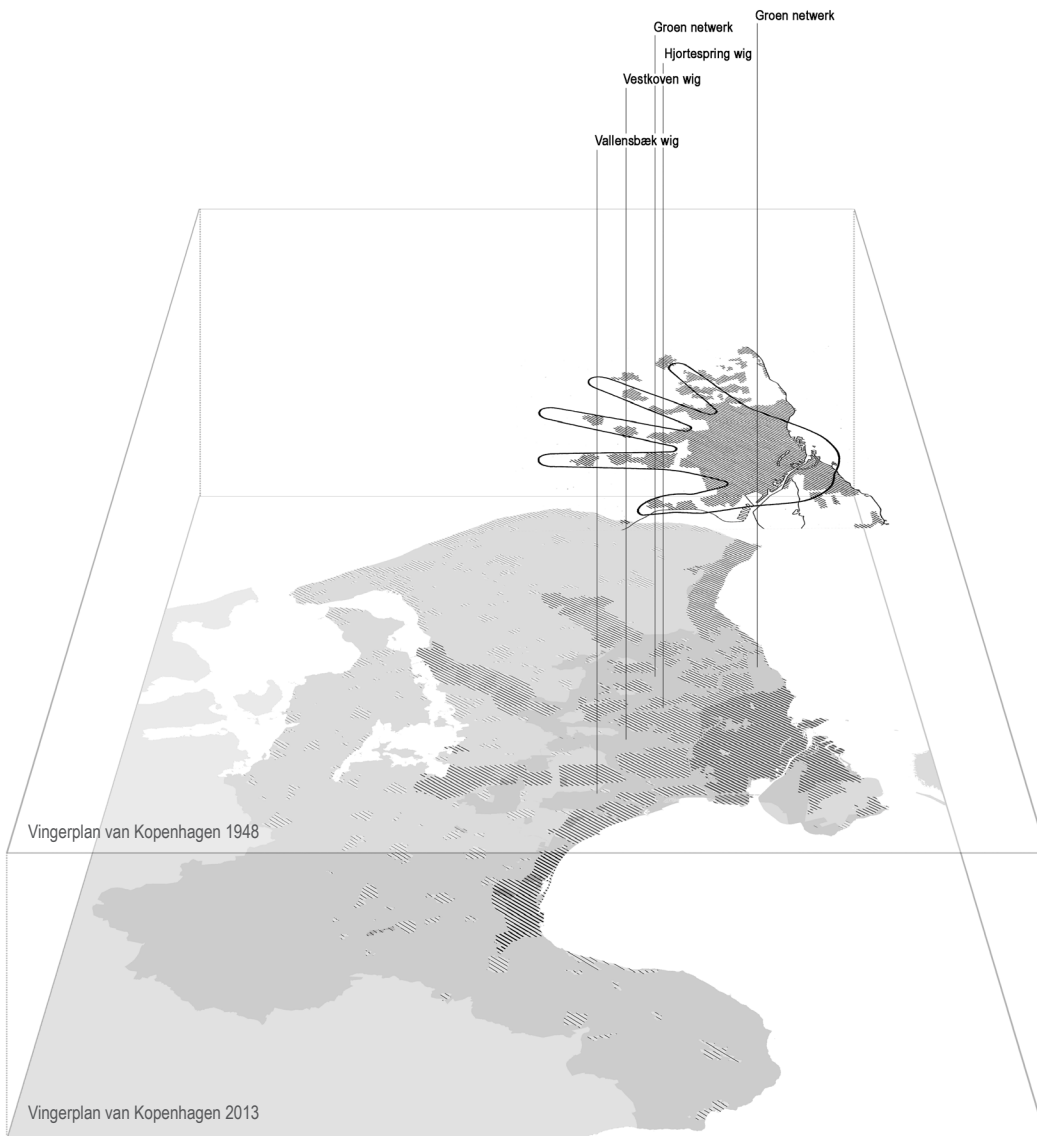 Groen netwerk
Groen netwerk
Hjortespring wig
Vestkoven wig
Vallensbæk wig
Vingerplan van Kopenhagen 1948
Vingerplan van Kopenhagen 2013